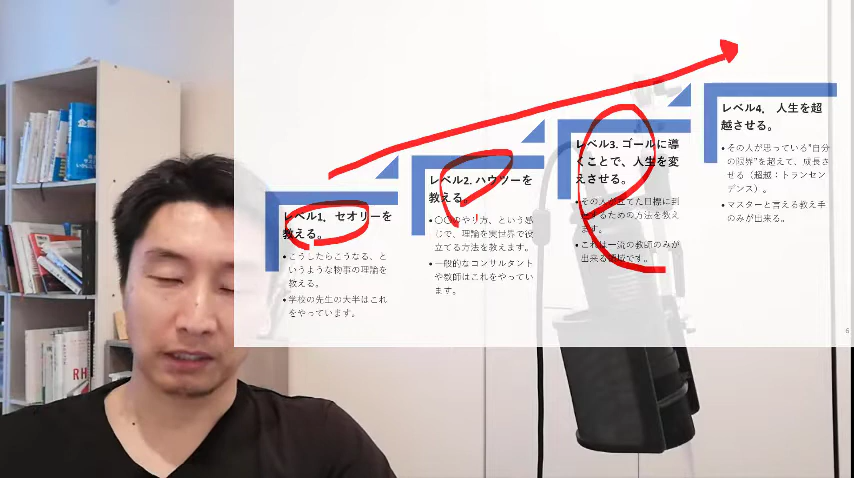 レベル1. セオリーを
教える。
•こうしたらこうなる、と
いうような物事の理論を
教える。
•学校の先生の大半はこれ
をやっています。
レベル2. ハウツーを
教える。
•〇〇のやり方、という感
じで、理論を実世界で役
立てる方法を教えます。
•一般的なコンサルタント
や教師はこれをやってい
ます。
レベル3. ゴールに導
くことで、人生を変
えさせる。
•その人が立てた目標に到
達するための方法を教え
ます。
•これは一流の教師のみが
出来る領域です。
レベル4. 人生を超
越させる。
•その人が思っている"自分
の限界"を超えて、成長さ
せる（超越：トランセン
デンス）。
•マスターと言える教え手
のみが出来る。
6
RH